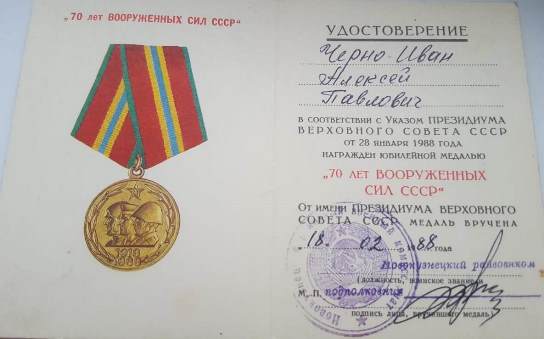 „70 лет ВООРУЖЕННЫХ СИЛ СССР“
1918
1988
УДОСТОВЕРЕНИЕ
Черно-Иван
Алексей
Павлович
В СООТВЕТСТВИИ С УКАЗОМ ПРЕЗИДИУМА
ВЕРХОВНОГО СОВЕТА СССР
ОТ 28 ЯНВАРЯ 1988 ГОДА
НАГРАЖДЕН ЮБИЛЕЙНОЙ МЕДАЛЬЮ
„70 ЛЕТ ВООРУЖЕННЫХ
СИЛ СССР“
ОТ ИМЕНИ ПРЕЗИДИУМА ВЕРХОВНОГО
СОВЕТА СССР МЕДАЛЬ ВРУЧЕНА
„18. 02 1988 года
Новокузнецкий райвоенком
(должность, воинское звание
М. П. подполковник
подпись лица, вручившего медаль)